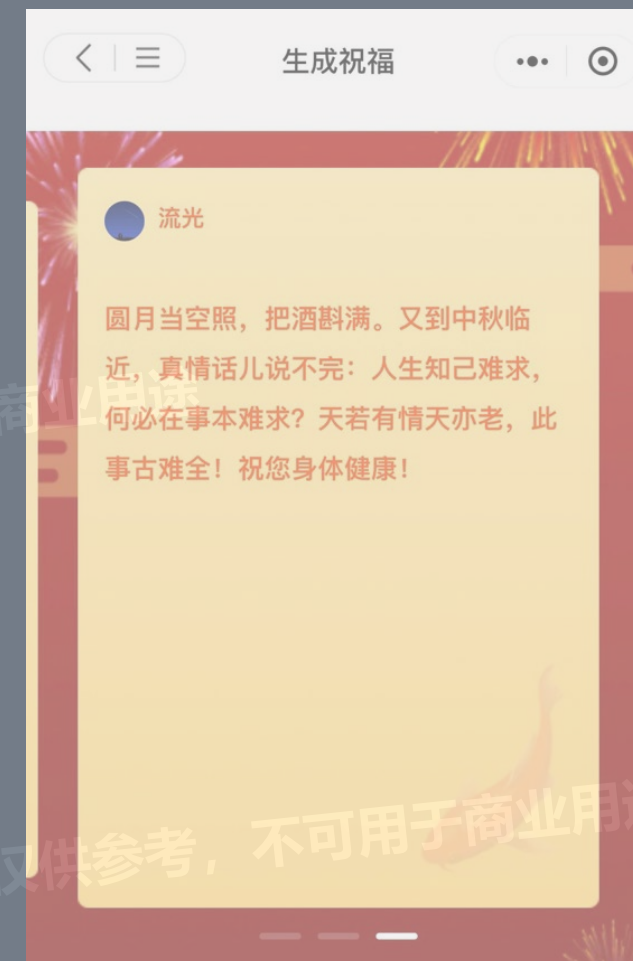 生成祝福
流光
圆月当空照，把酒斟满。又到中秋临
近，真情话儿说不完：人生知己难求，
何必在事本难求？天若有情天亦老，此
事古难全！祝您身体健康！
商业用途
仅供参考，不可用于商业用途